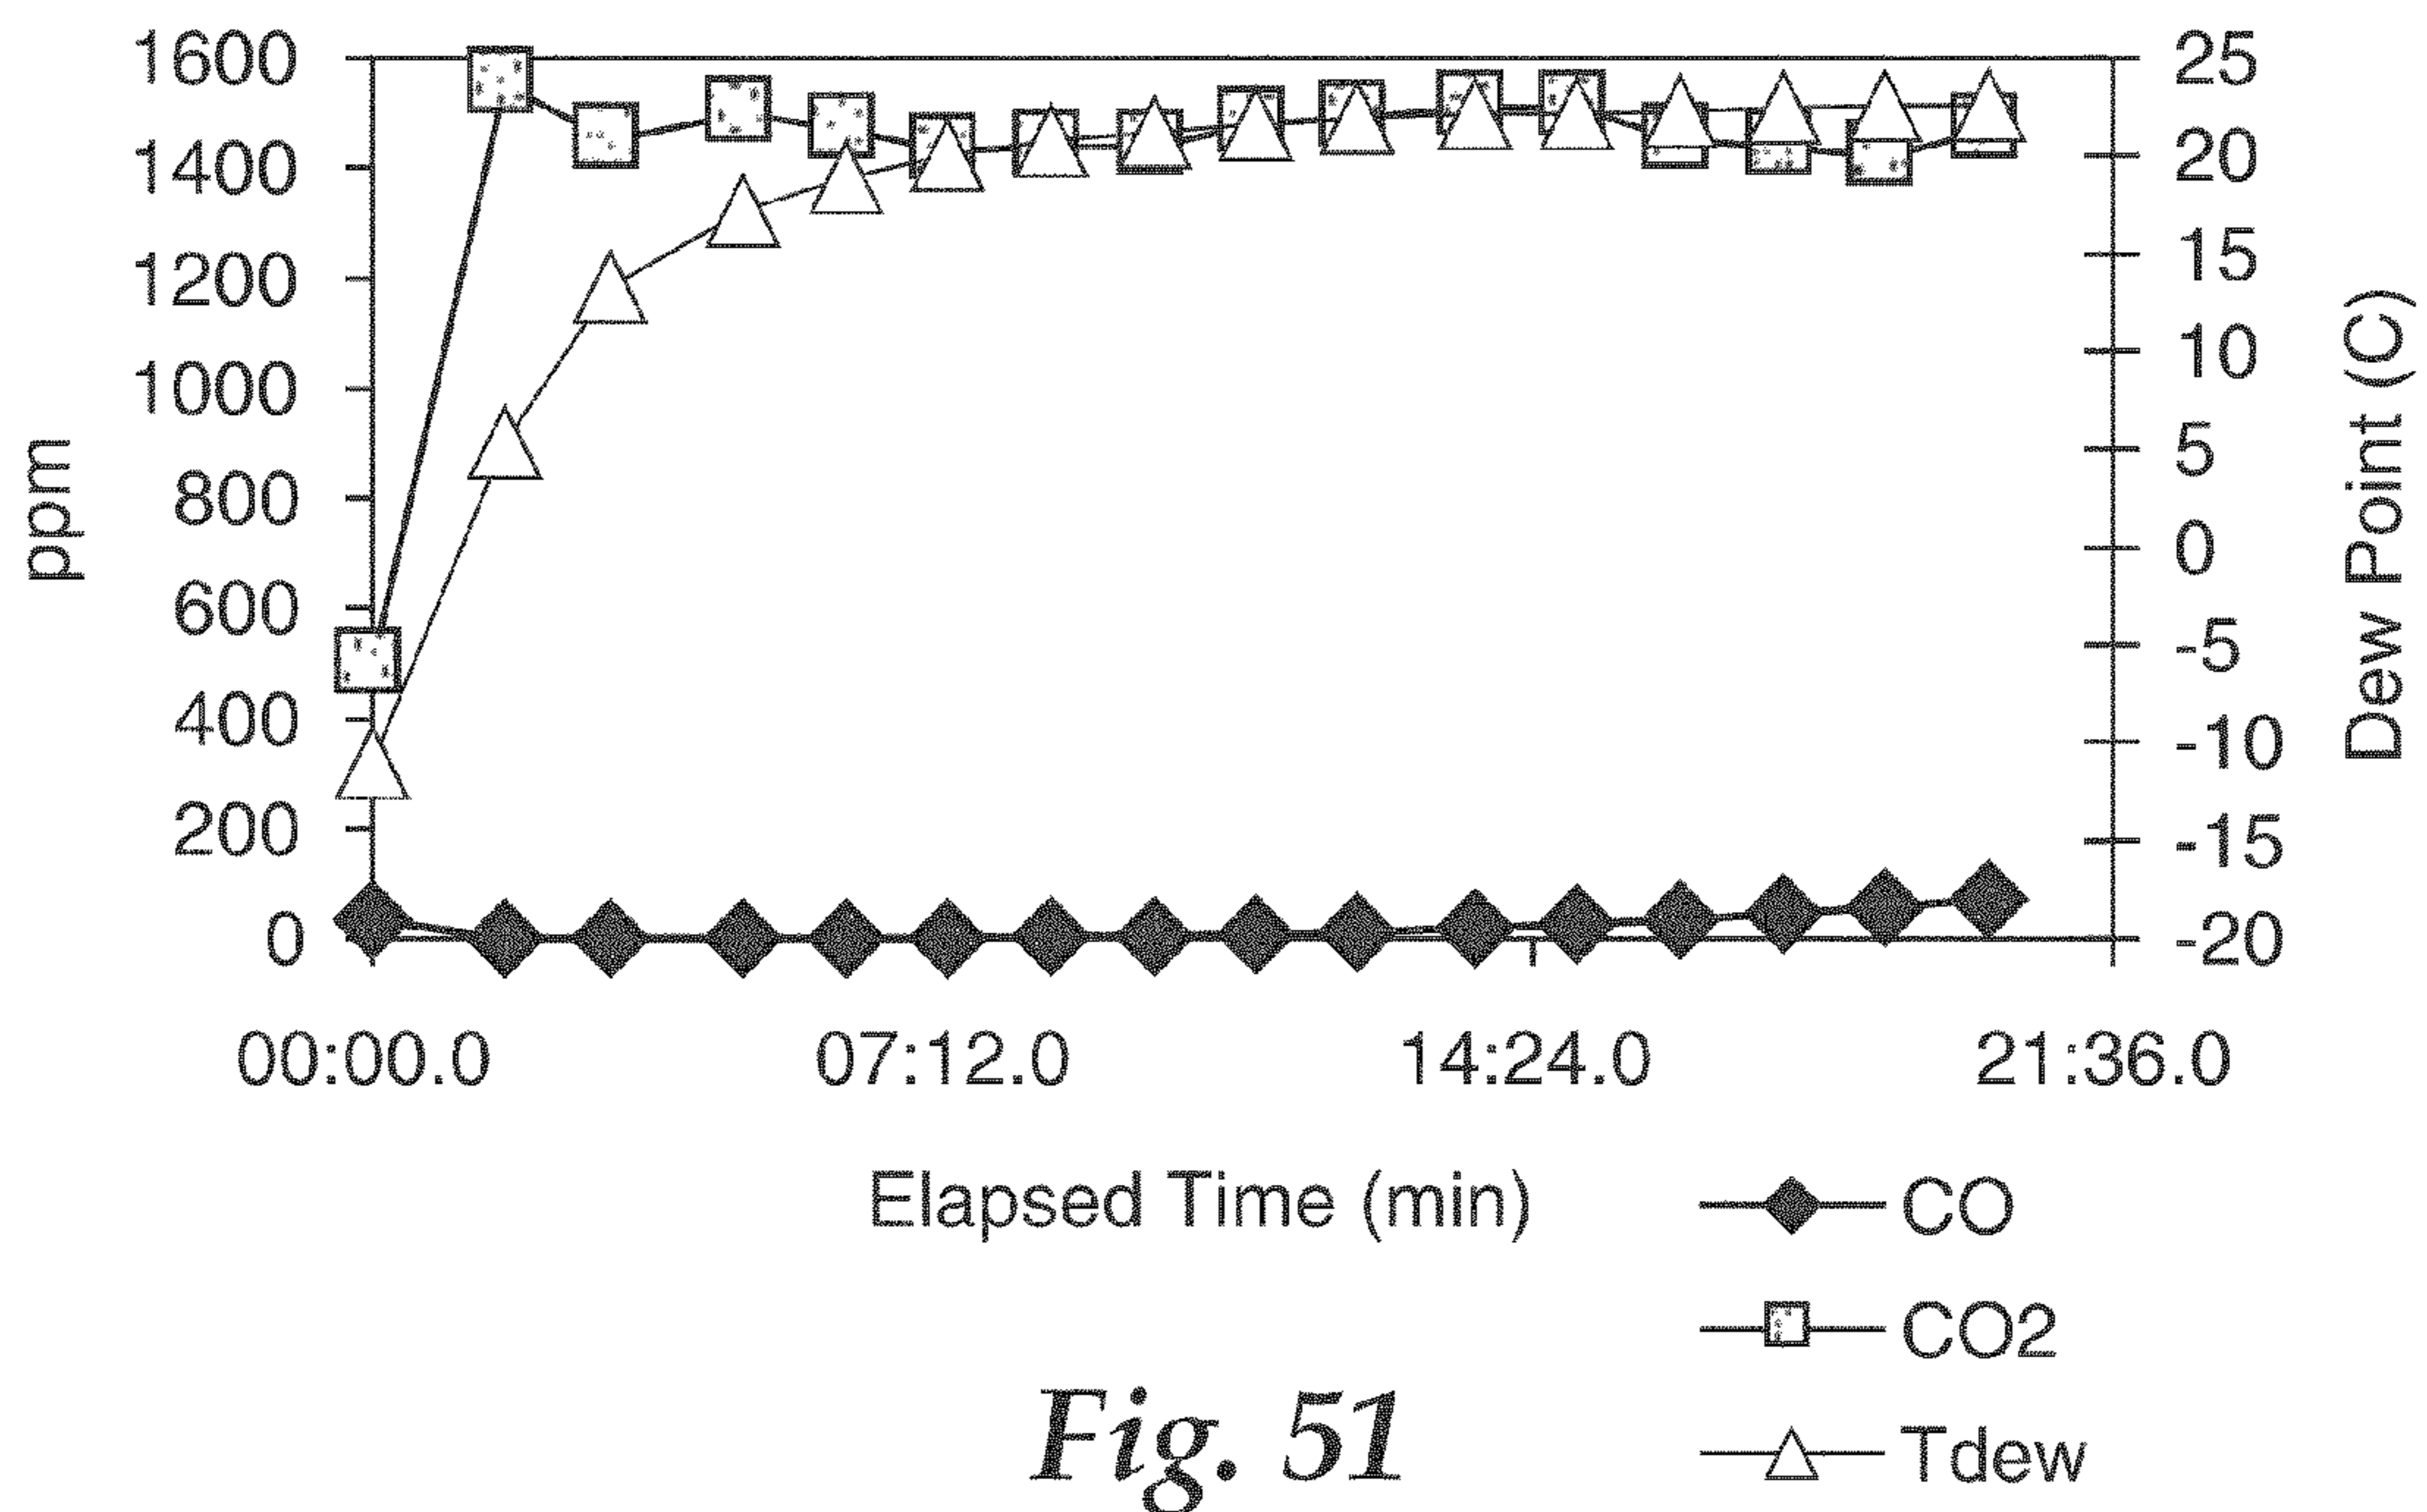 1600
1400
1200
1000
800
600
400
200
0
ppm
25
20
15
10
5
0
-5
-10
-15
-20
Dew Point (C)
00:00.0 07:12.0 14:24.0 21:36.0
Elapsed Time (min)
CO
CO2
Tdew
Fig. 51